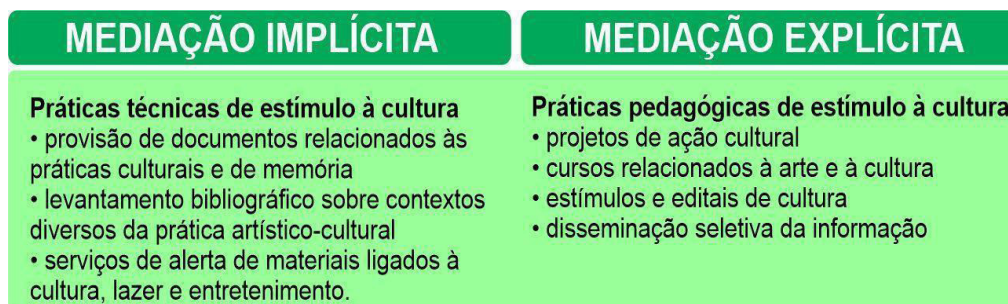 MEDIAÇÃO IMPLÍCITA
Práticas técnicas de estímulo à cultura
• provisão de documentos relacionados às
práticas culturais e de memória
• levantamento bibliográfico sobre contextos
diversos da prática artístico-cultural
• serviços de alerta de materiais ligados à
cultura, lazer e entretenimento.
MEDIAÇÃO EXPLÍCITA
Práticas pedagógicas de estímulo à cultura
• projetos de ação cultural
• cursos relacionados à arte e à cultura
• estímulos e editais de cultura
• disseminação seletiva da informação